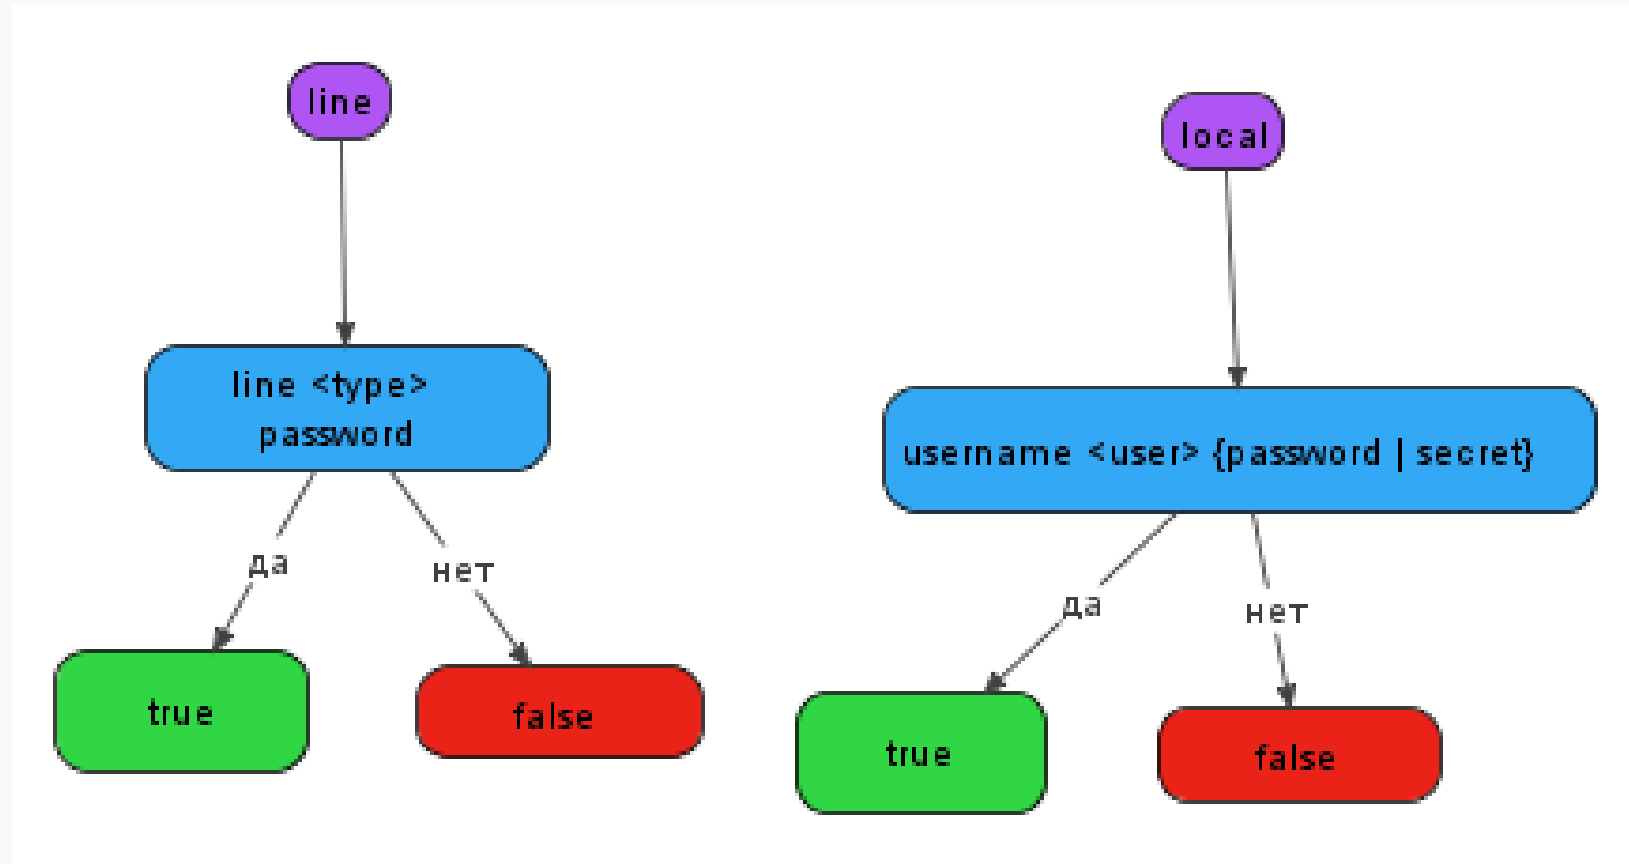 line
line <type>
password
да
нет
true
false
local
username <user> {password | secret}
да
нет
true
false